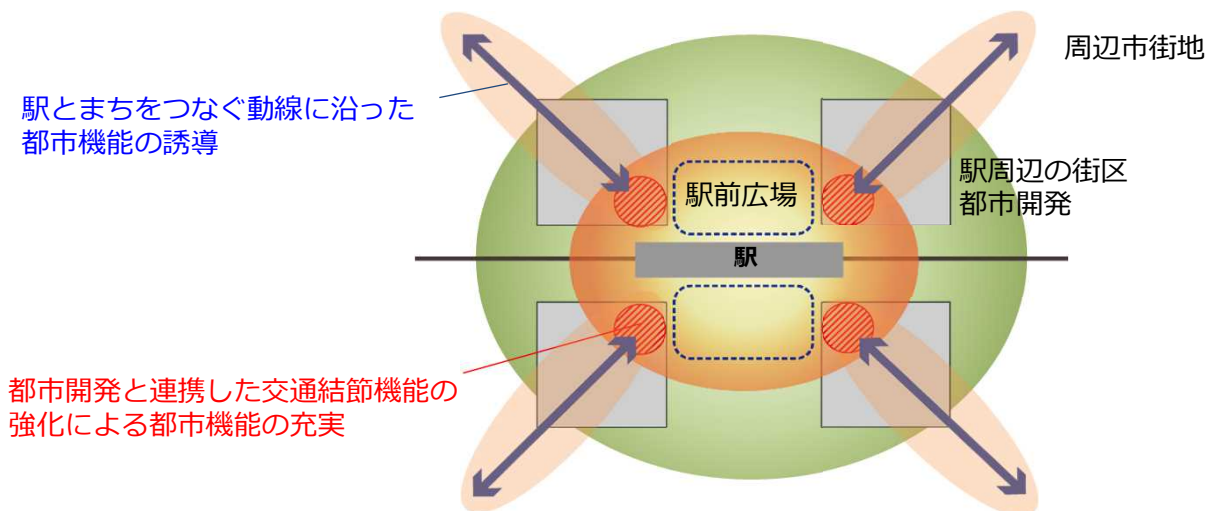 周辺市街地
駅とまちをつなぐ動線に沿った
都市機能の誘導
駅周辺の街区
都市開発
駅前広場
駅
都市開発と連携した交通結節機能の
強化による都市機能の充実